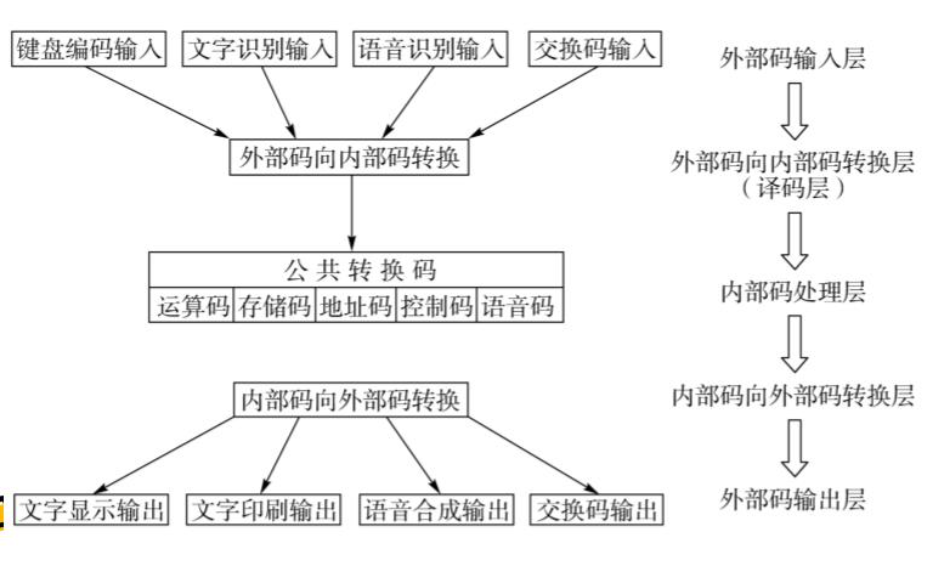 键盘编码输入 文字识别输入 语音识别输入 交换码输入
外部码输入层
外部码向内部码转换
外部码向内部码转换层
（译码层）
公共转换码
运算码 存储码 地址码 控制码 语音码
内部码处理层
内部码向外部码转换
内部码向外部码转换层
文字显示输出 文字印刷输出 语音合成输出 交换码输出
外部码输出层